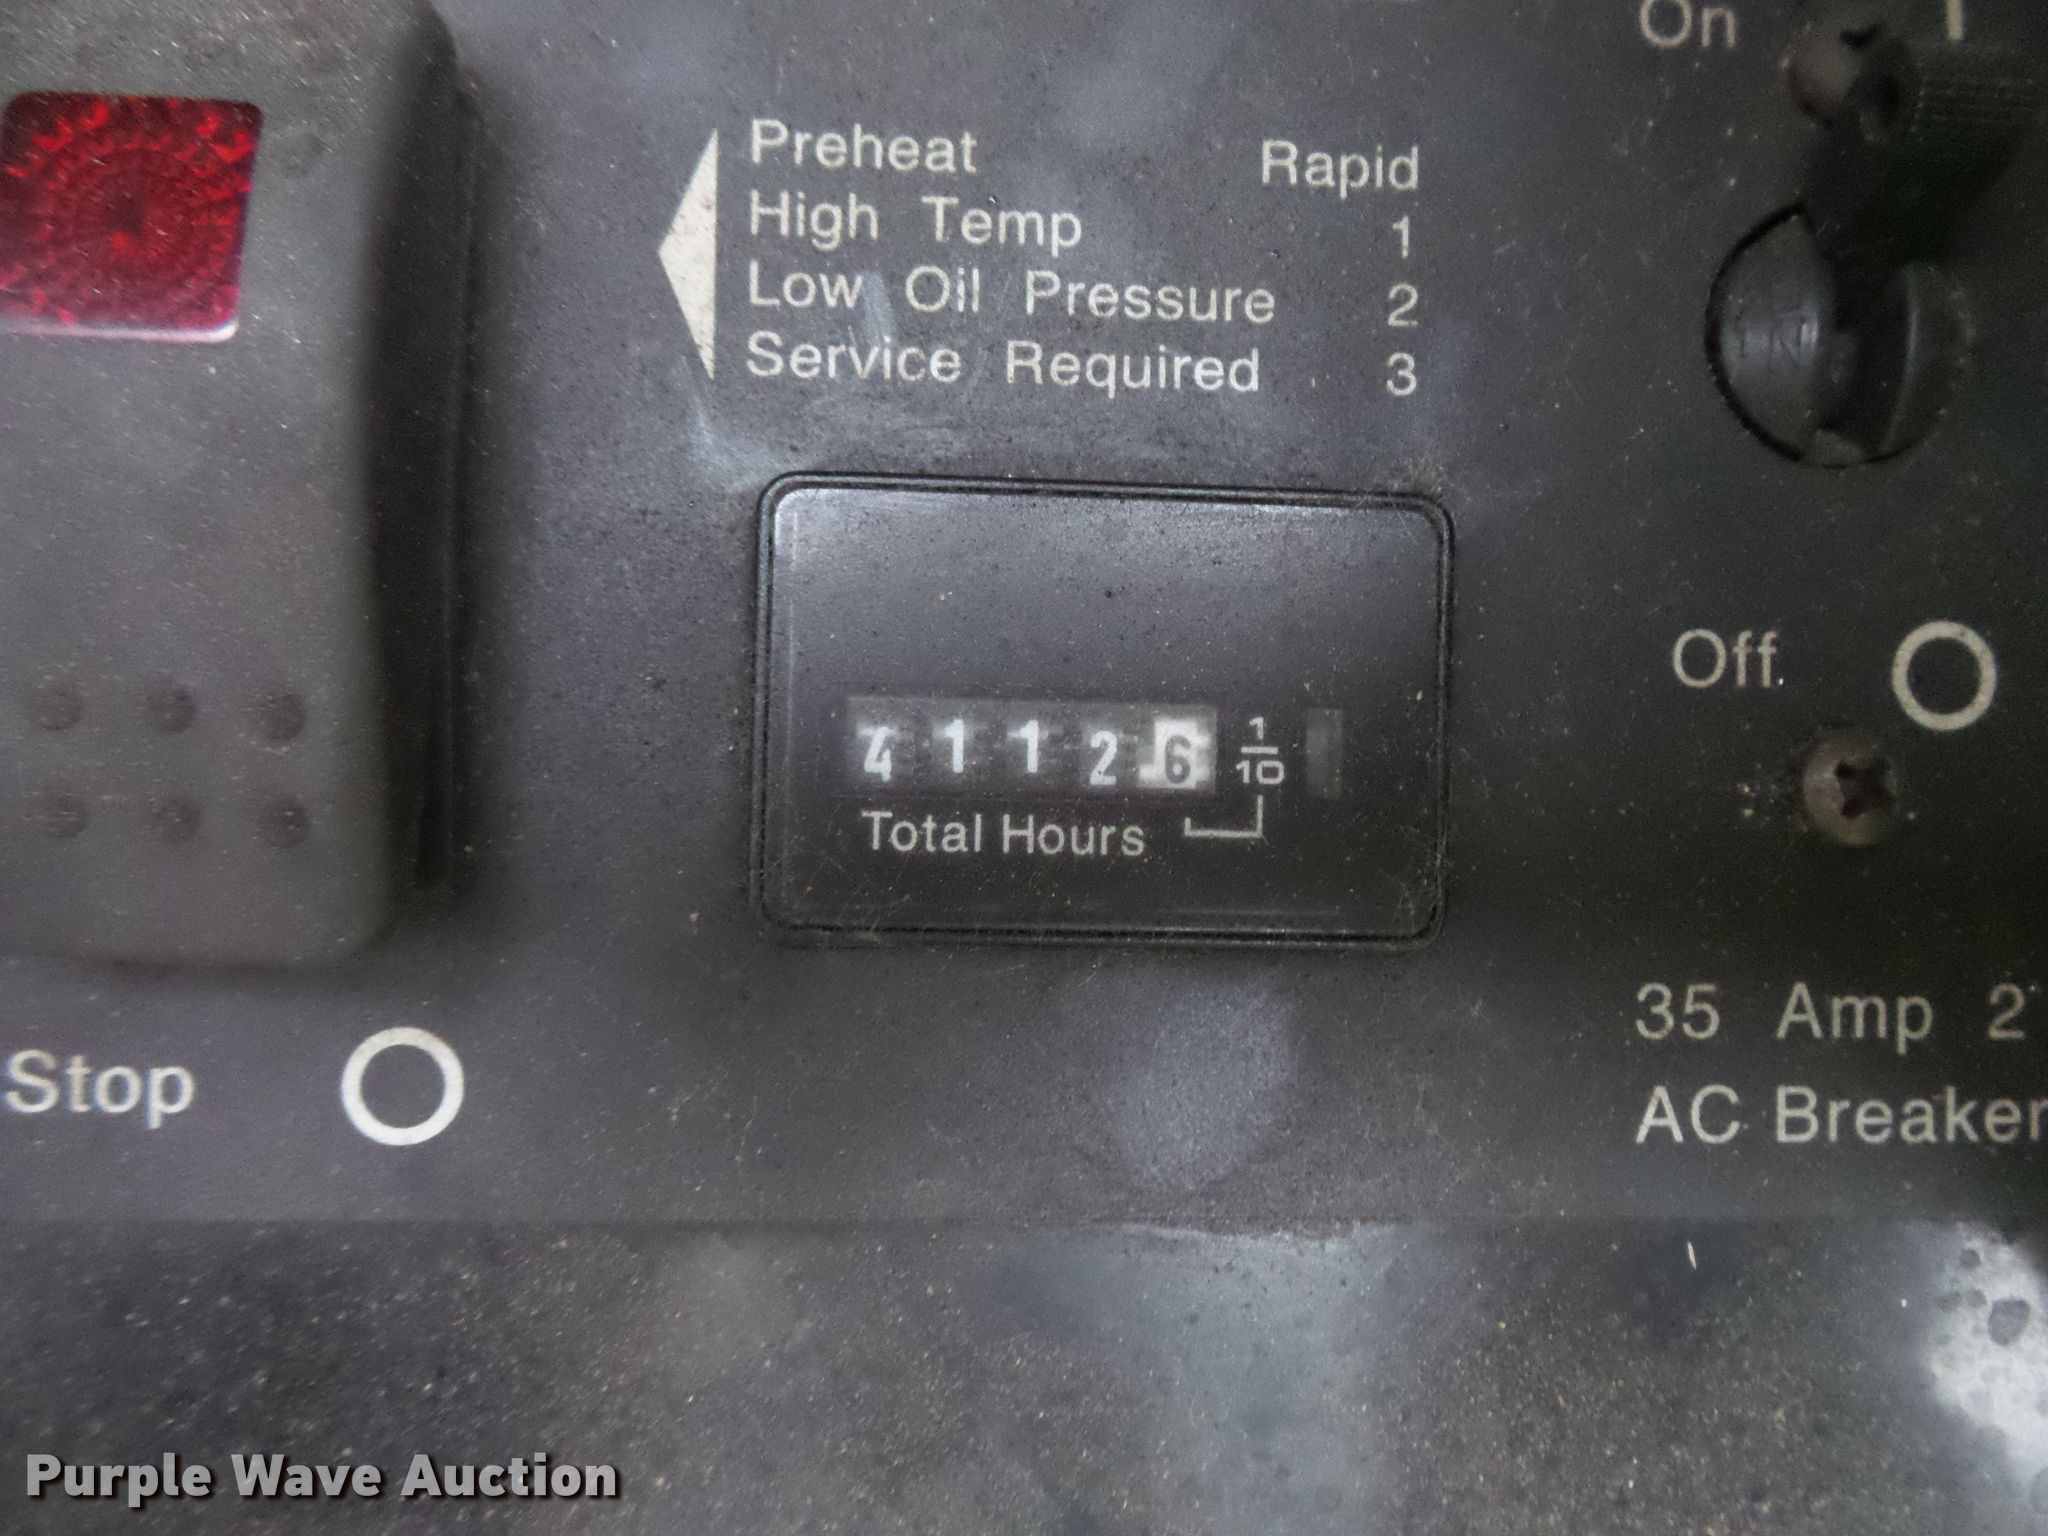 On
Preheat Rapid
High Temp 1
Low Oil Pressure 2
Service Required 3
Off
41126 1/10
Total Hours
Stop
35 Amp 2
AC Breaker
Purple Wave Auction